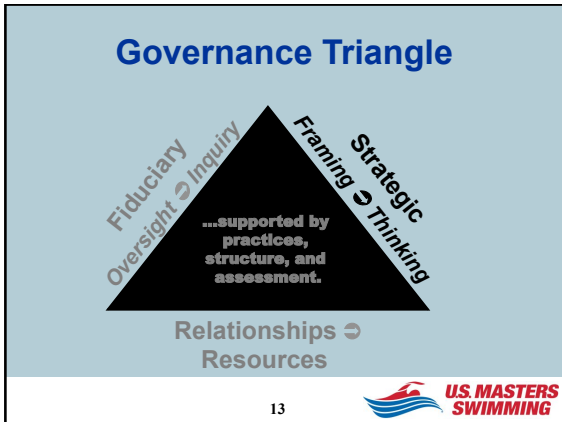 Governance Triangle
Fiduciary
Oversight ➲ Inquiry
Strategic
Framing ➲ Thinking
...supported by
practices,
structure, and
assessment.
Relationships ➲
Resources
13
U.S. MASTERS
SWIMMING